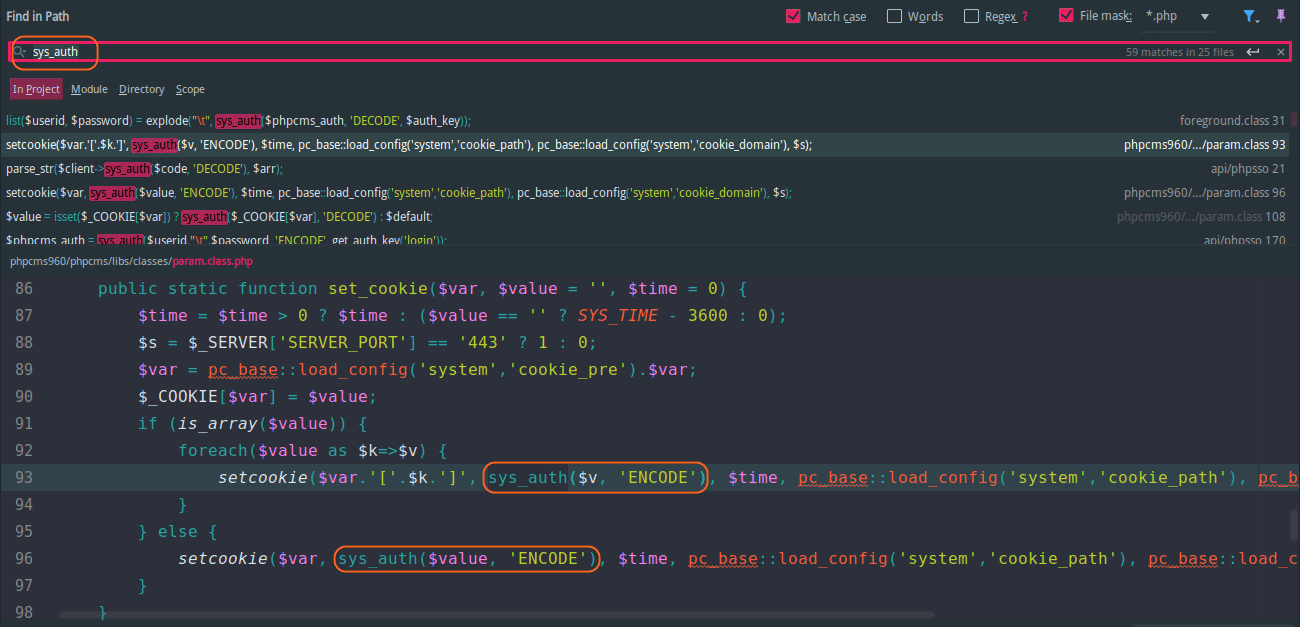 Find in Path Match case Words Regex ? File mask: *.php
sys_auth 59 matches in 25 files
In Project Module Directory Scope
list($userid, $password) = explode("\t", sys_auth($phpcms_auth, 'DECODE', $auth_key)); foreground.class 31
setcookie($var.'['.$k.']', sys_auth($v, 'ENCODE'), $time, pc_base::load_config('system','cookie_path'), pc_base::load_config('system','cookie_domain'), $s); phpcms960/.../param.class 93
parse_str($client->sys_auth($code, 'DECODE'), $arr); api/phpsso 21
setcookie($var, sys_auth($value, 'ENCODE'), $time, pc_base::load_config('system','cookie_path'), pc_base::load_config('system','cookie_domain'), $s); phpcms960/.../param.class 96
$value = isset($_COOKIE[$var]) ? sys_auth($_COOKIE[$var], 'DECODE') : $default; phpcms960/.../param.class 108
$phpcms_auth = sys_auth($userid."\t".$password, 'ENCODE', get_auth_key('login')); api/phpsso 170
phpcms960/phpcms/libs/classes/param.class.php
86 public static function set_cookie($var, $value = '', $time = 0) {
87 $time = $time > 0 ? $time : ($value == '' ? SYS_TIME - 3600 : 0);
88 $s = $_SERVER['SERVER_PORT'] == '443' ? 1 : 0;
89 $var = pc_base::load_config('system','cookie_pre').$var;
90 $_COOKIE[$var] = $value;
91 if (is_array($value)) {
92 foreach($value as $k=>$v) {
93 setcookie($var.'['.$k.']', sys_auth($v, 'ENCODE'), $time, pc_base::load_config('system','cookie_path'), pc_b
94 }
95 } else {
96 setcookie($var, sys_auth($value, 'ENCODE'), $time, pc_base::load_config('system','cookie_path'), pc_base::load_c
97 }
98 }